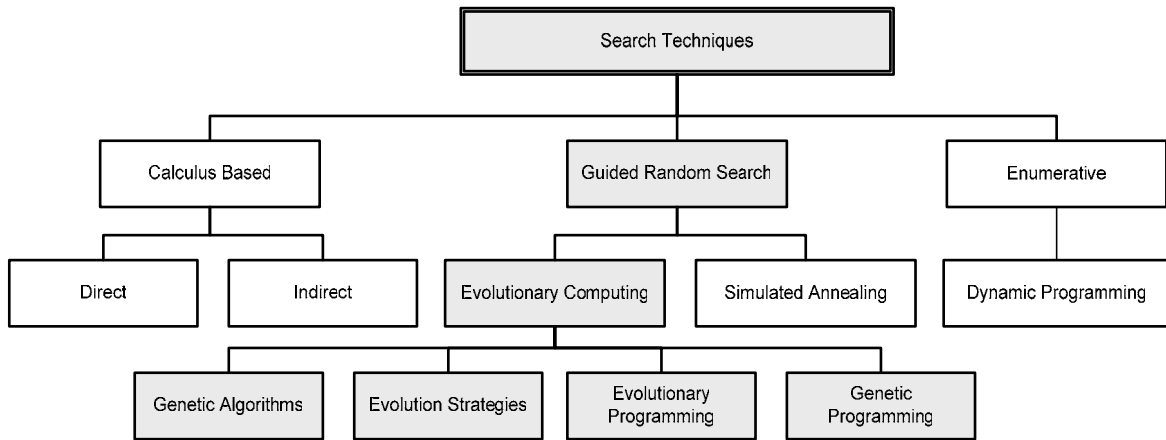 Search Techniques
Calculus Based
Guided Random Search
Enumerative
Direct
Indirect
Evolutionary Computing
Simulated Annealing
Dynamic Programming
Genetic Algorithms
Evolution Strategies
Evolutionary
Programming
Genetic
Programming